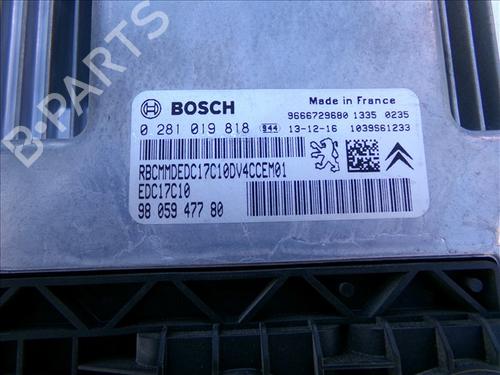 B-PARTS
BOSCH
Made in France
0 281 019 818 944
9666729680 1335 0235
13-12-16 1039S61233
RBCMMDEDC17C10DV4CCEM01
EDC17C10
98 059 477 80